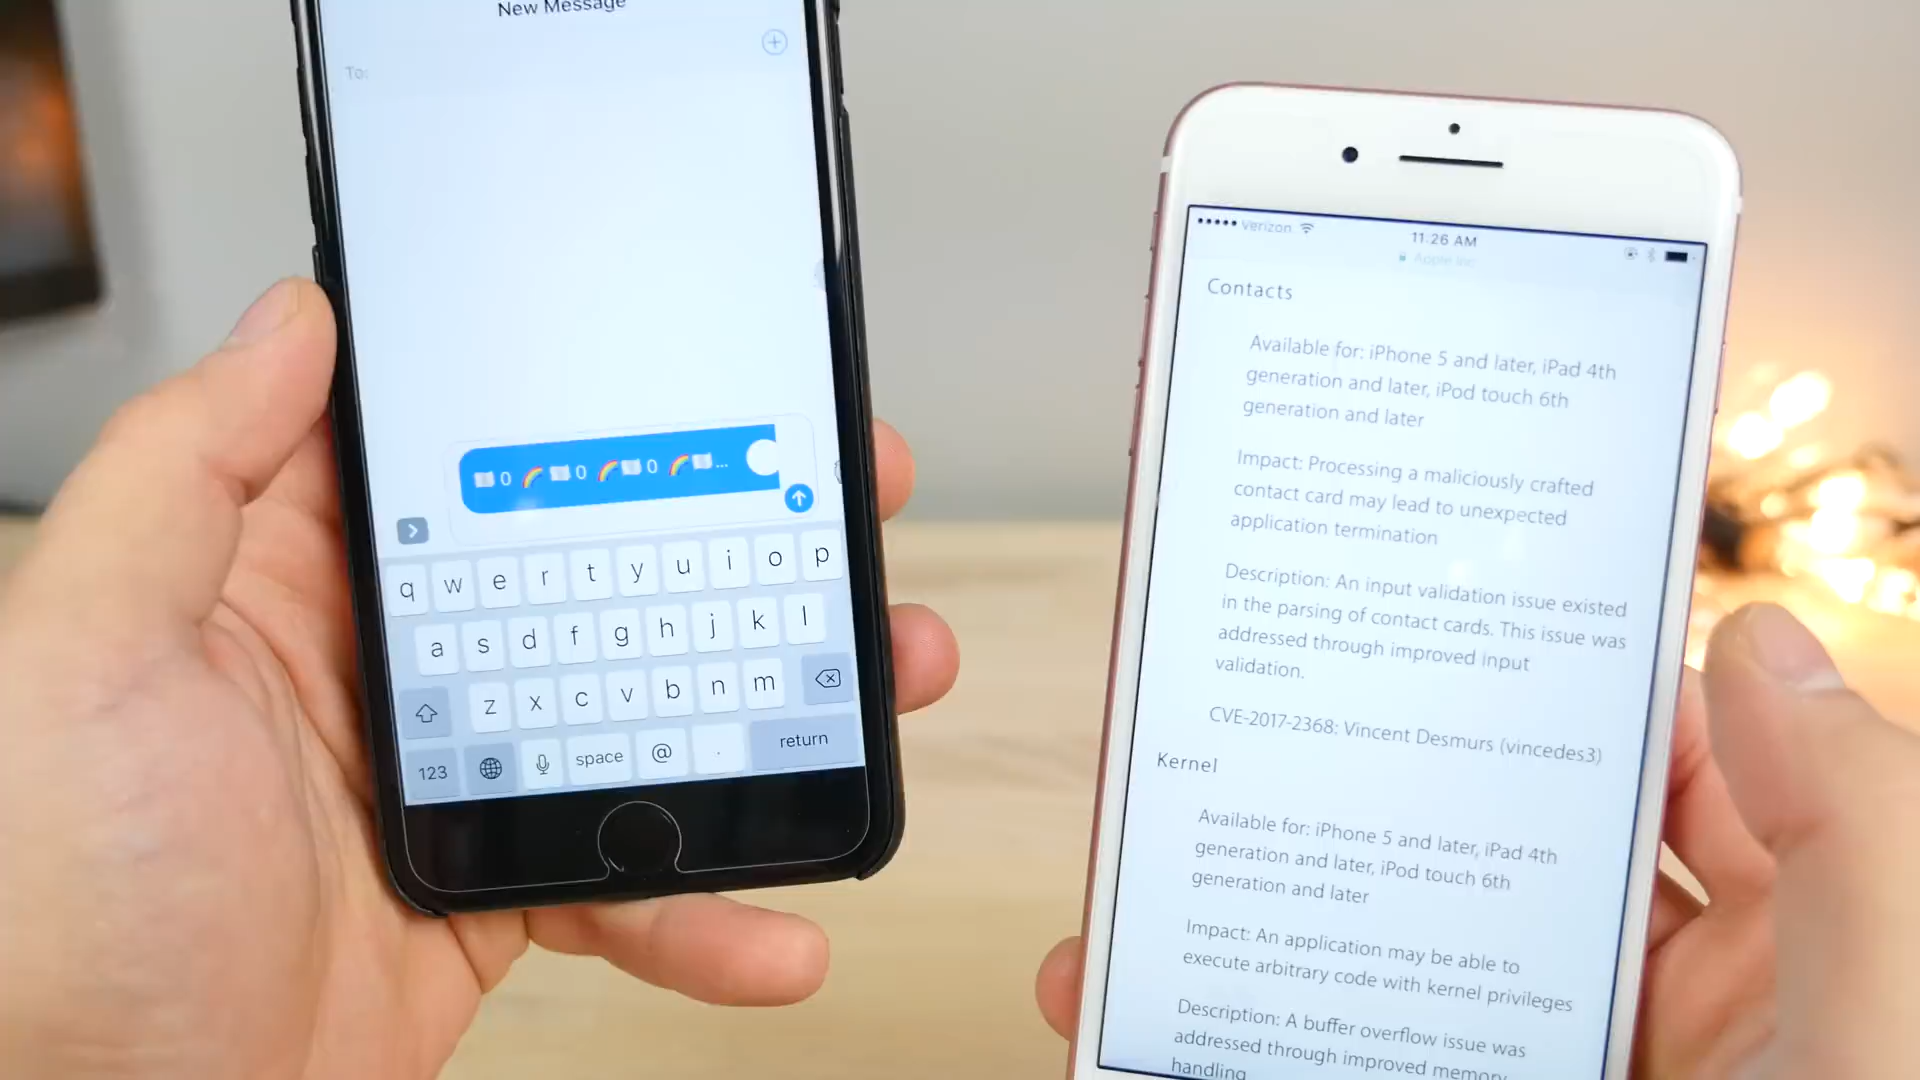 New Message
To:
0 0 0 ...
q w e r t y u i o p
a s d f g h j k l
z x c v b n m
123 space @ . return
Verizon 11:26 AM
Apple Inc.
Contacts
Available for: iPhone 5 and later, iPad 4th
generation and later, iPod touch 6th
generation and later
Impact: Processing a maliciously crafted
contact card may lead to unexpected
application termination
Description: An input validation issue existed
in the parsing of contact cards. This issue was
addressed through improved input
validation.
CVE-2017-2368: Vincent Desmurs (vincedes3)
Kernel
Available for: iPhone 5 and later, iPad 4th
generation and later, iPod touch 6th
generation and later
Impact: An application may be able to
execute arbitrary code with kernel privileges
Description: A buffer overflow issue was
addressed through improved memory
handling